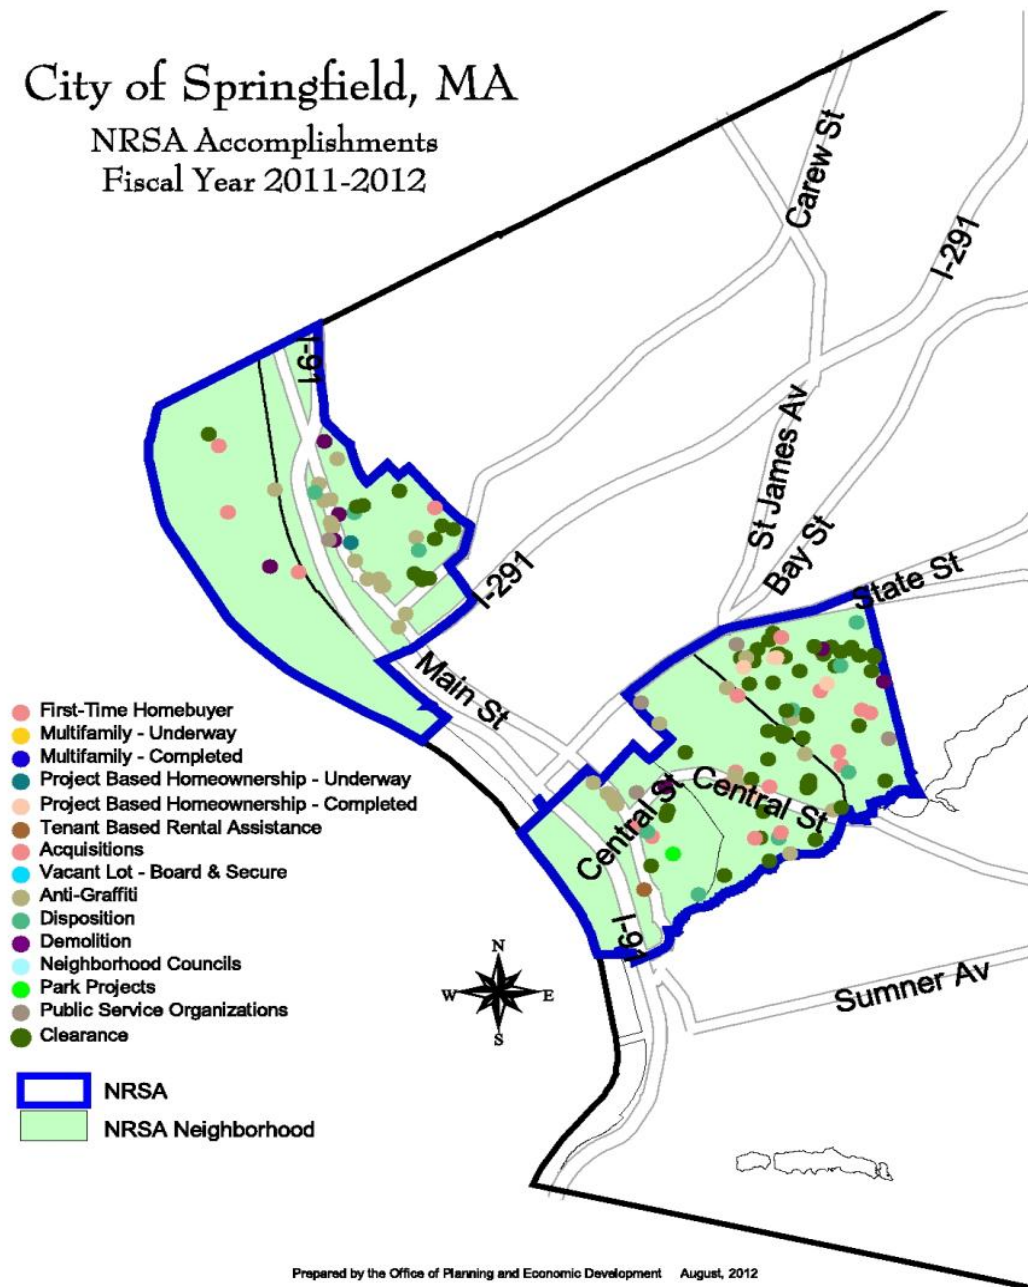 City of Springfield, MA
NRSA Accomplishments
Fiscal Year 2011-2012
Carew St
I-291
I-91
St James Av
Bay St
I-291
State St
Main St
Central St
Central St
I-91
Sumner Av
First-Time Homebuyer
Multifamily - Underway
Multifamily - Completed
Project Based Homeownership - Underway
Project Based Homeownership - Completed
Tenant Based Rental Assistance
Acquisitions
Vacant Lot - Board & Secure
Anti-Graffiti
Disposition
Demolition
Neighborhood Councils
Park Projects
Public Service Organizations
Clearance
N
W
E
S
NRSA
NRSA Neighborhood
Prepared by the Office of Planning and Economic Development August, 2012